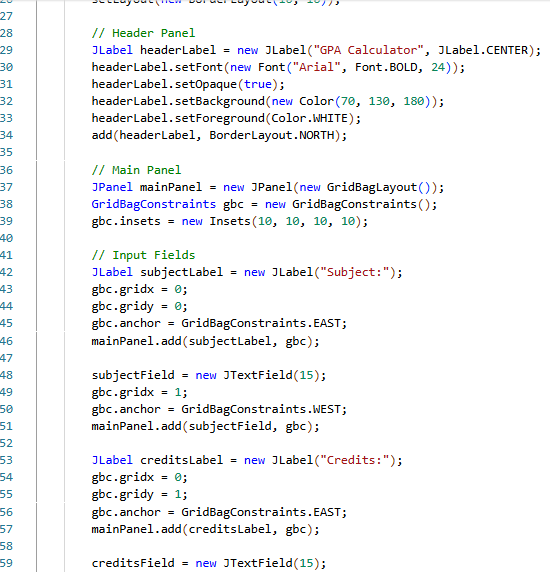 26 setLayout(new BorderLayout(10, 10));
27
28 // Header Panel
29 JLabel headerLabel = new JLabel("GPA Calculator", JLabel.CENTER);
30 headerLabel.setFont(new Font("Arial", Font.BOLD, 24));
31 headerLabel.setOpaque(true);
32 headerLabel.setBackground(new Color(70, 130, 180));
33 headerLabel.setForeground(Color.WHITE);
34 add(headerLabel, BorderLayout.NORTH);
35
36 // Main Panel
37 JPanel mainPanel = new JPanel(new GridBagLayout());
38 GridBagConstraints gbc = new GridBagConstraints();
39 gbc.insets = new Insets(10, 10, 10, 10);
40
41 // Input Fields
42 JLabel subjectLabel = new JLabel("Subject:");
43 gbc.gridx = 0;
44 gbc.gridy = 0;
45 gbc.anchor = GridBagConstraints.EAST;
46 mainPanel.add(subjectLabel, gbc);
47
48 subjectField = new JTextField(15);
49 gbc.gridx = 1;
50 gbc.anchor = GridBagConstraints.WEST;
51 mainPanel.add(subjectField, gbc);
52
53 JLabel creditsLabel = new JLabel("Credits:");
54 gbc.gridx = 0;
55 gbc.gridy = 1;
56 gbc.anchor = GridBagConstraints.EAST;
57 mainPanel.add(creditsLabel, gbc);
58
59 creditsField = new JTextField(15);